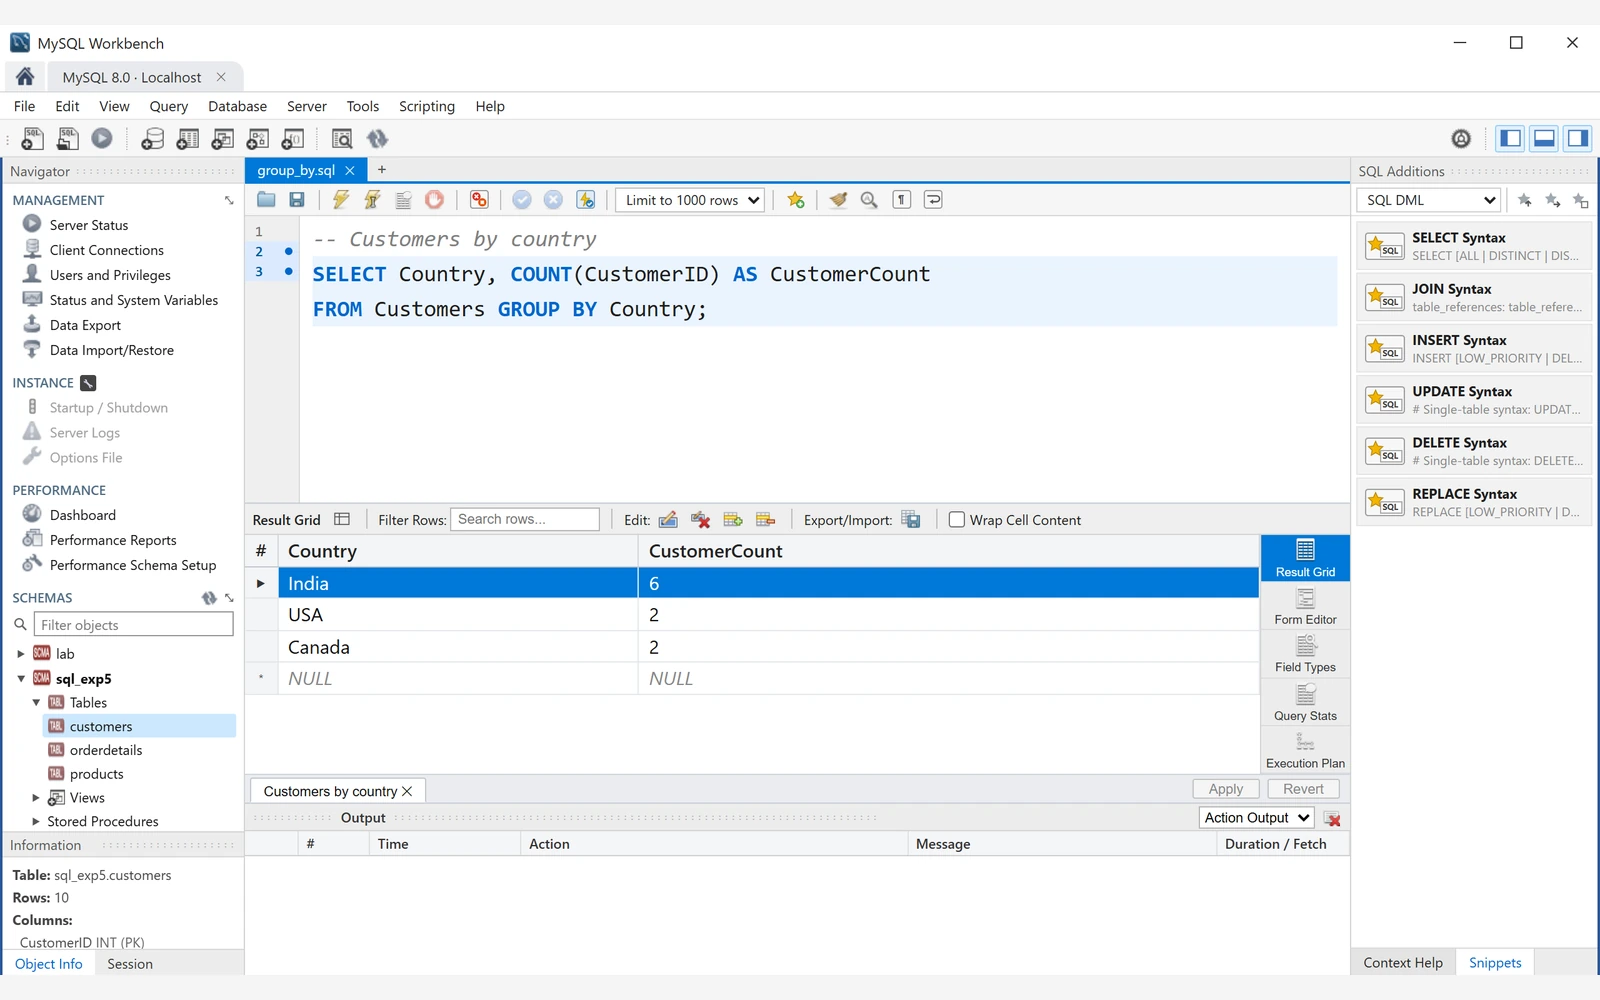 MySQL Workbench
MySQL 8.0 · Localhost
File Edit View Query Database Server Tools Scripting Help
Navigator
MANAGEMENT
Server Status
Client Connections
Users and Privileges
Status and System Variables
Data Export
Data Import/Restore
INSTANCE
Startup / Shutdown
Server Logs
Options File
PERFORMANCE
Dashboard
Performance Reports
Performance Schema Setup
SCHEMAS
Filter objects
lab
sql_exp5
Tables
customers
orderdetails
products
Views
Stored Procedures
Information
Table: sql_exp5.customers
Rows: 10
Columns:
CustomerID INT (PK)
Object Info Session
group_by.sql +
Limit to 1000 rows
1 -- Customers by country
2 SELECT Country, COUNT(CustomerID) AS CustomerCount
3 FROM Customers GROUP BY Country;
Result Grid Filter Rows: Search rows... Edit: Export/Import: Wrap Cell Content
# Country CustomerCount
India 6
USA 2
Canada 2
* NULL NULL
Result Grid
Form Editor
Field Types
Query Stats
Execution Plan
Customers by country Apply Revert
Output Action Output
# Time Action Message Duration / Fetch
SQL Additions
SQL DML
SELECT Syntax
SELECT [ALL | DISTINCT | DIS...
JOIN Syntax
table_references: table_refere...
INSERT Syntax
INSERT [LOW_PRIORITY | DEL...
UPDATE Syntax
# Single-table syntax: UPDAT...
DELETE Syntax
# Single-table syntax: DELETE...
REPLACE Syntax
REPLACE [LOW_PRIORITY | D...
Context Help Snippets